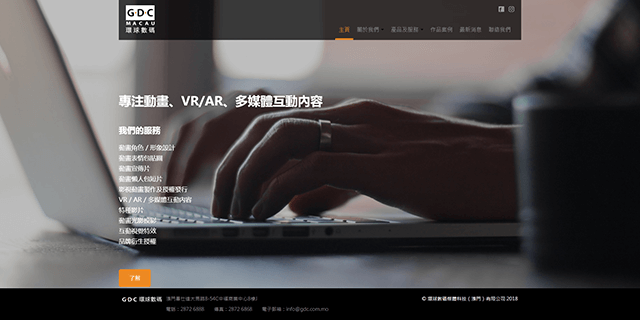 GDC
MACAU
環球數碼
主頁 關於我們 產品及服務 作品案例 最新消息 聯絡我們
專注動畫、VR/AR、多媒體互動內容
我們的服務
動畫角色 / 形象設計
動畫表情包貼圖
動畫宣傳片
動畫懶人包短片
影視動畫製作及授權發行
VR / AR / 多媒體互動內容
特種影片
動畫光影投影
互動視覺特效
品牌衍生授權
了解
GDC 環球數碼
電話：2872 6888 傳真：2872 6868 電子郵箱：info@gdc.com.mo
© 環球數碼媒體科技（澳門）有限公司 2018